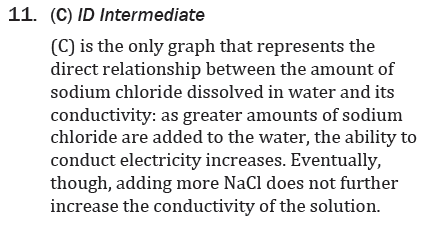 11. (C) ID Intermediate
(C) is the only graph that represents the
direct relationship between the amount of
sodium chloride dissolved in water and its
conductivity: as greater amounts of sodium
chloride are added to the water, the ability to
conduct electricity increases. Eventually,
though, adding more NaCl does not further
increase the conductivity of the solution.